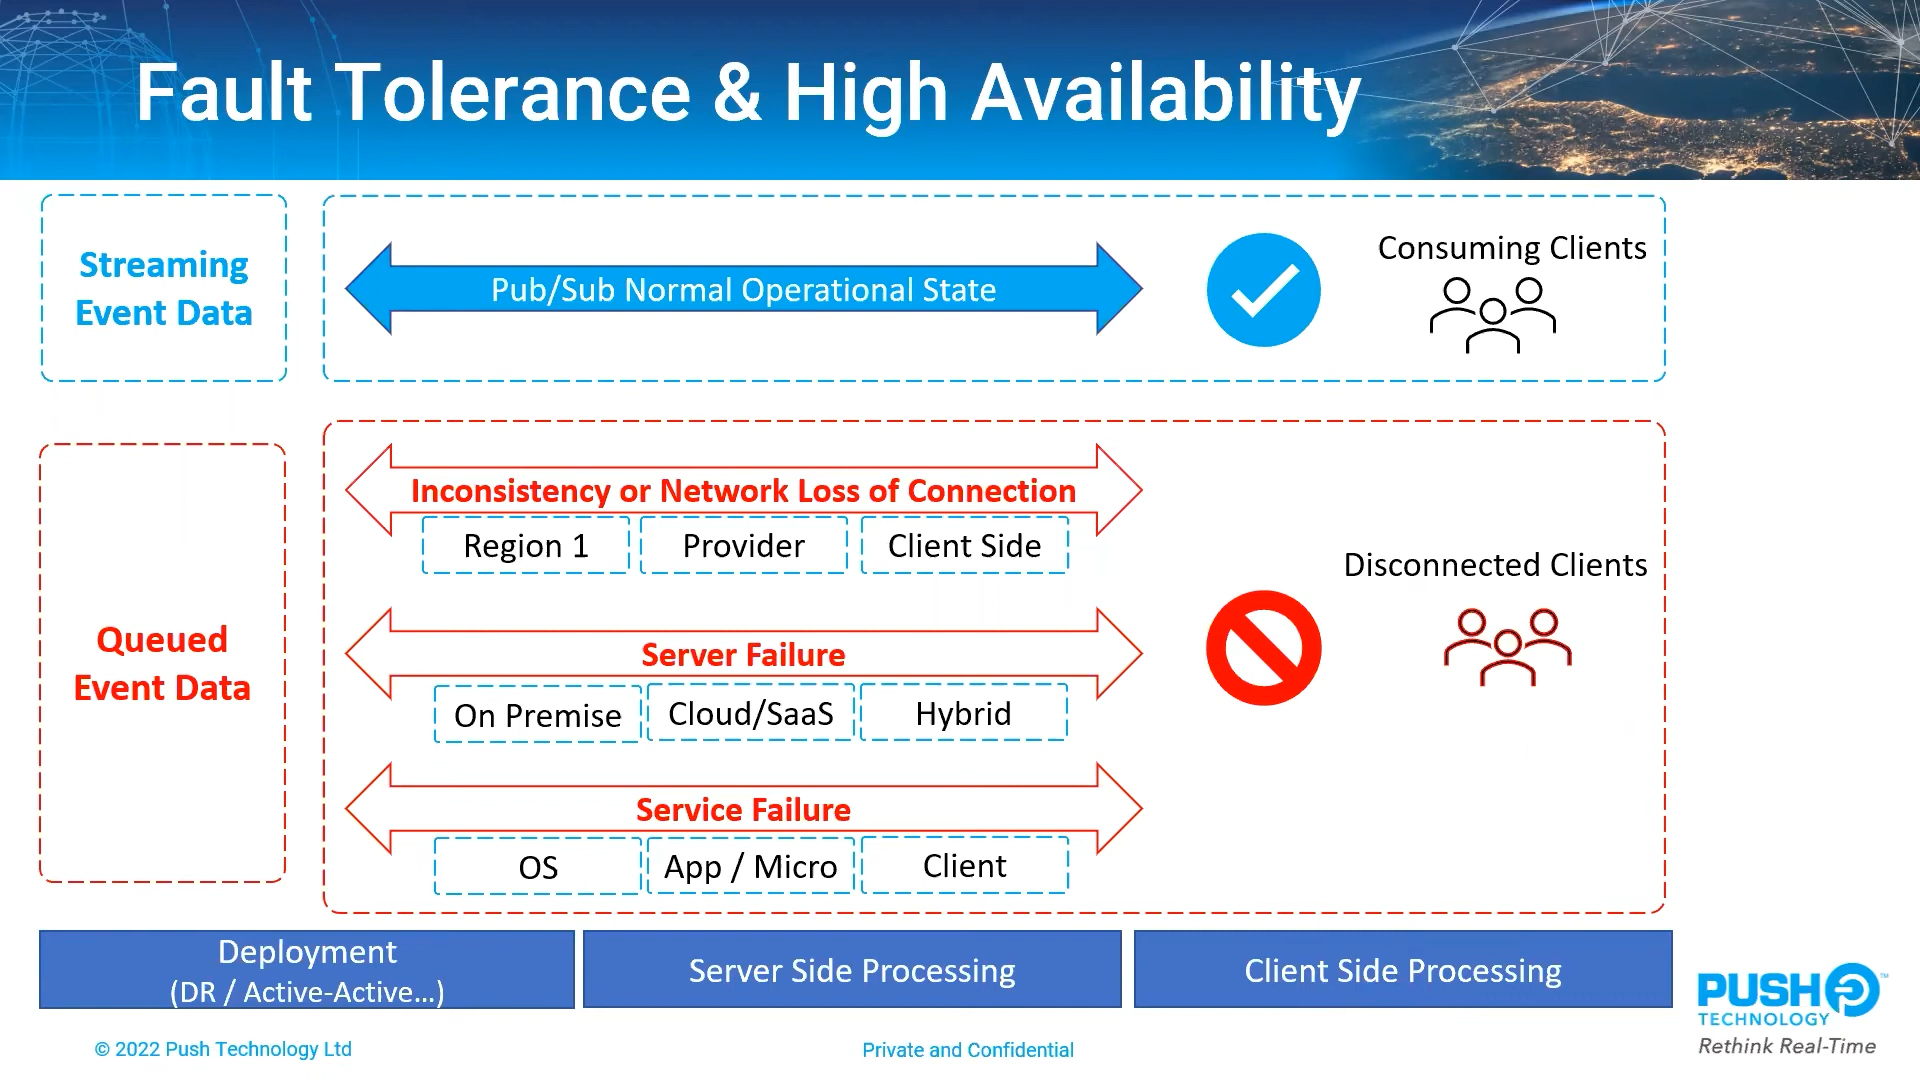 Fault Tolerance & High Availability
Streaming
Event Data
Pub/Sub Normal Operational State
Consuming Clients
Queued
Event Data
Inconsistency or Network Loss of Connection
Region 1
Provider
Client Side
Server Failure
On Premise
Cloud/SaaS
Hybrid
Service Failure
OS
App / Micro
Client
Disconnected Clients
Deployment
(DR / Active-Active...)
Server Side Processing
Client Side Processing
PUSH
TECHNOLOGY
™
Rethink Real-Time
© 2022 Push Technology Ltd
Private and Confidential